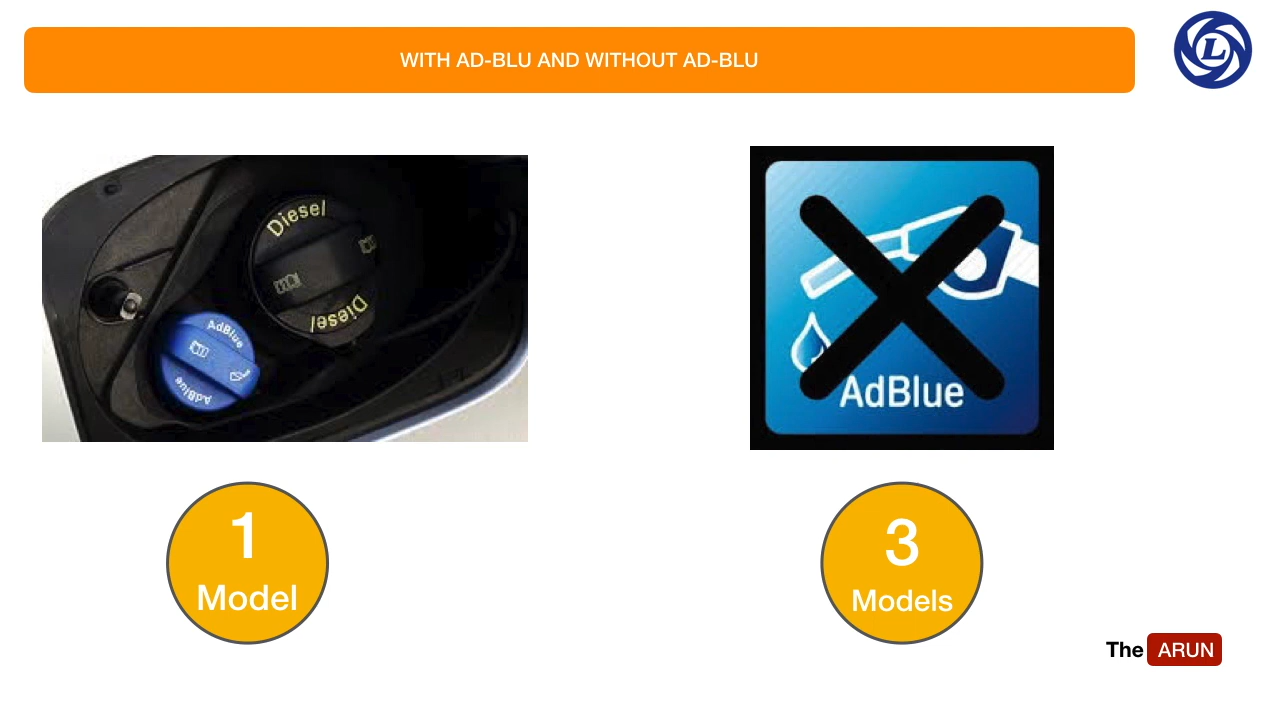 WITH AD-BLU AND WITHOUT AD-BLU
L
Diesel
Diesel
AdBlue
AdBlue
AdBlue
1
Model
3
Models
The ARUN